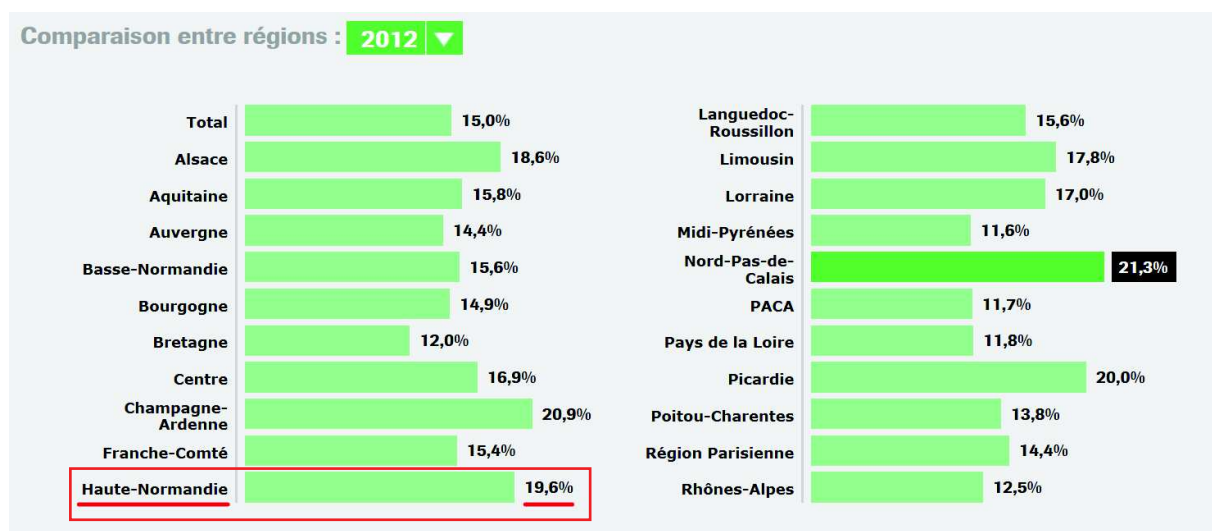 Comparaison entre régions : 2012
Total 15,0%
Alsace 18,6%
Aquitaine 15,8%
Auvergne 14,4%
Basse-Normandie 15,6%
Bourgogne 14,9%
Bretagne 12,0%
Centre 16,9%
Champagne-
Ardenne 20,9%
Franche-Comté 15,4%
Haute-Normandie 19,6%
Languedoc-
Roussillon 15,6%
Limousin 17,8%
Lorraine 17,0%
Midi-Pyrénées 11,6%
Nord-Pas-de-
Calais 21,3%
PACA 11,7%
Pays de la Loire 11,8%
Picardie 20,0%
Poitou-Charentes 13,8%
Région Parisienne 14,4%
Rhônes-Alpes 12,5%